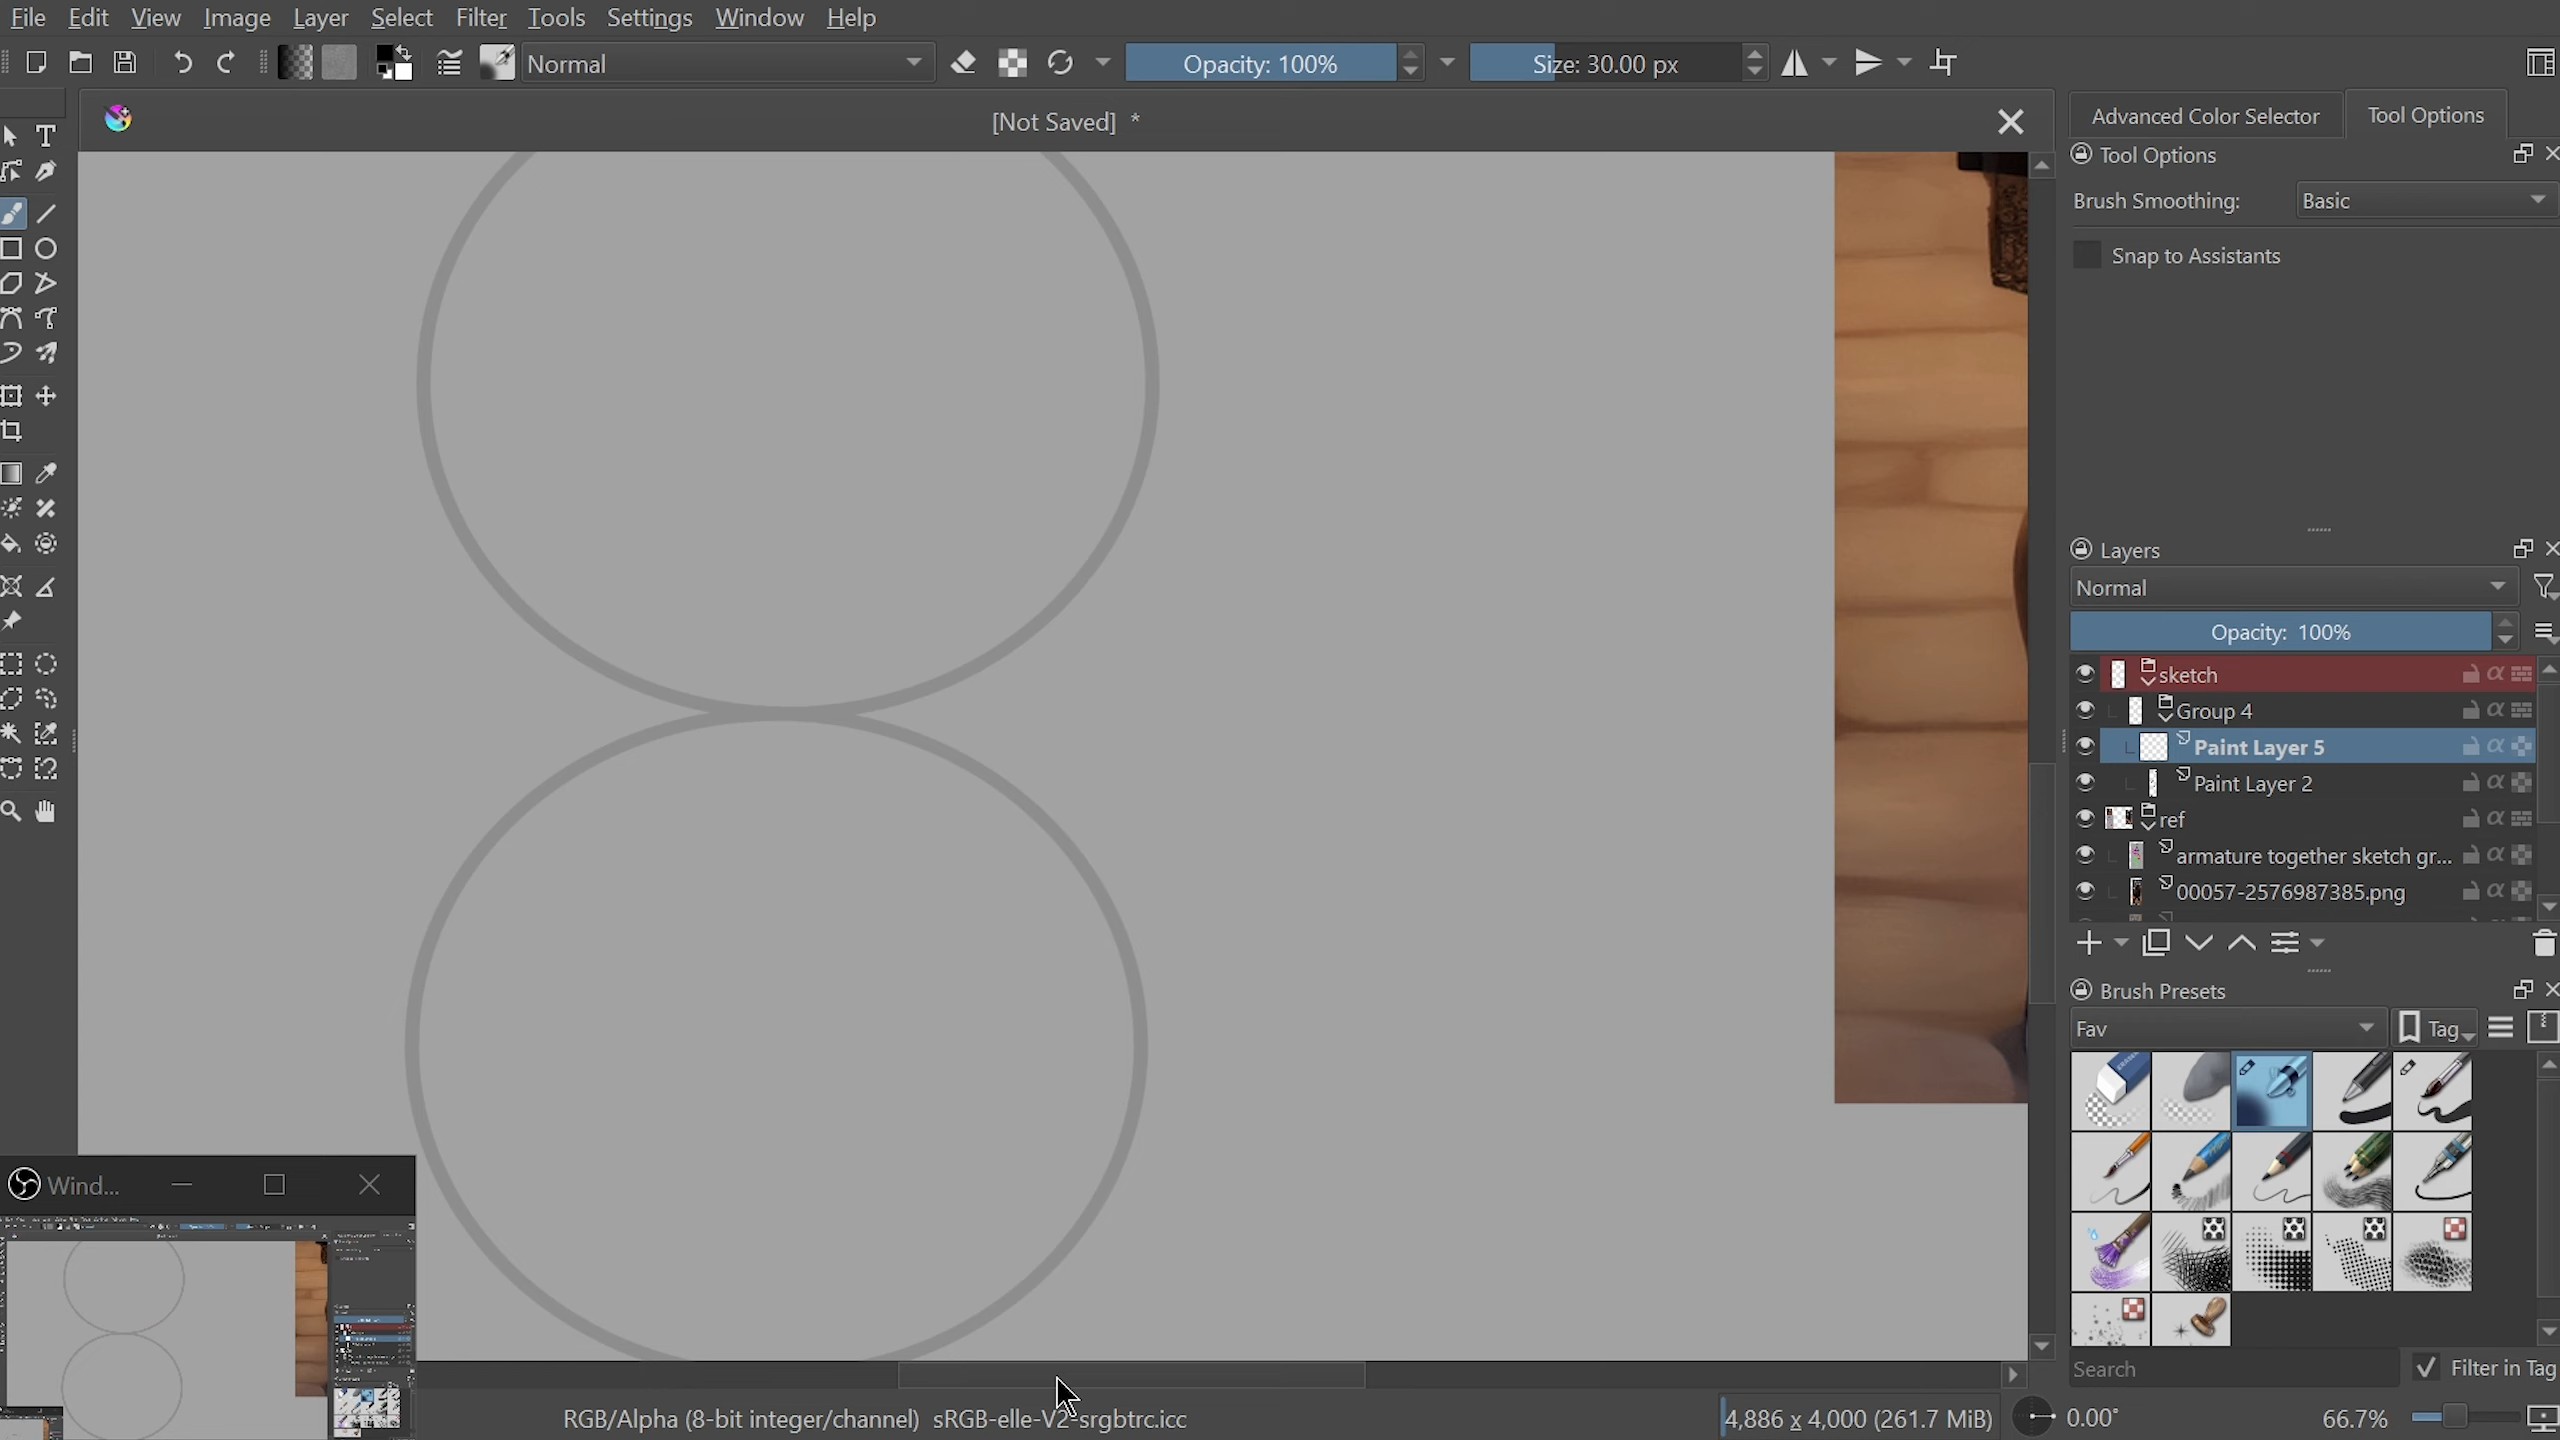 File Edit View Image Layer Select Filter Tools Settings Window Help
Normal Opacity: 100% Size: 30.00 px
[Not Saved] *
Advanced Color Selector Tool Options
Tool Options
Brush Smoothing: Basic
Snap to Assistants
Layers
Normal
Opacity: 100%
sketch
Group 4
Paint Layer 5
Paint Layer 2
ref
armature together sketch gr...
00057-2576987385.png
Brush Presets
Fav Tag
Wind...
Search Filter in Tag
RGB/Alpha (8-bit integer/channel) sRGB-elle-V2-srgbtrc.icc 4,886 x 4,000 (261.7 MiB) 0.00° 66.7%